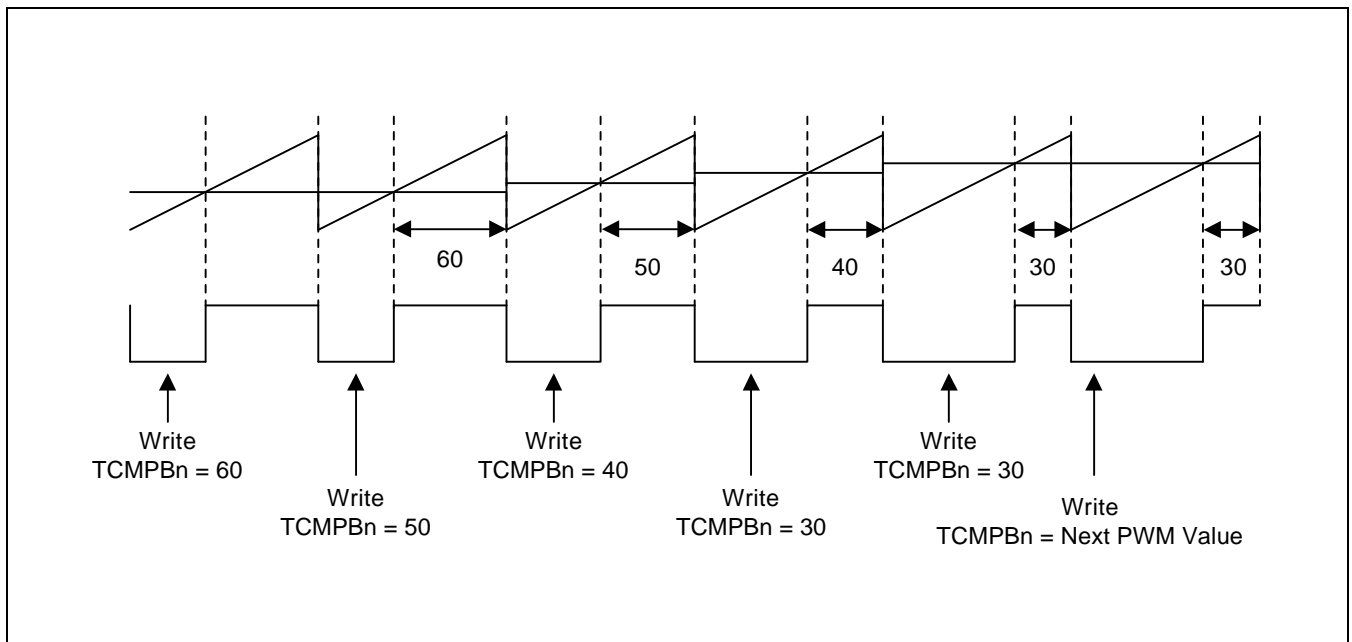 60
50
40
30
30
Write
TCMPBn = 60
Write
TCMPBn = 50
Write
TCMPBn = 40
Write
TCMPBn = 30
Write
TCMPBn = 30
Write
TCMPBn = Next PWM Value